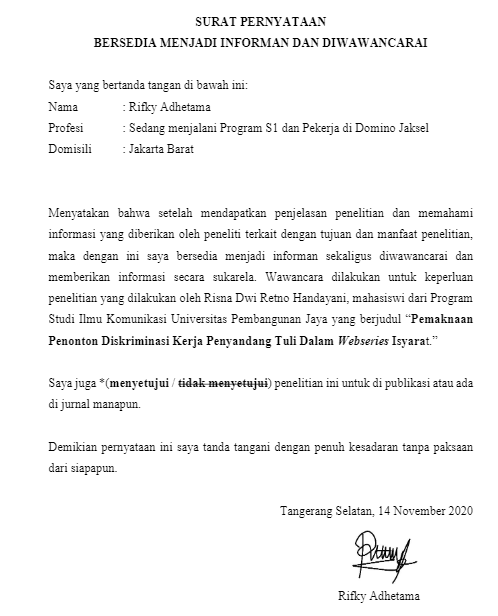 SURAT PERNYATAAN
BERSEDIA MENJADI INFORMAN DAN DIWAWANCARAI
Saya yang bertanda tangan di bawah ini:
Nama : Rifky Adhetama
Profesi : Sedang menjalani Program S1 dan Pekerja di Domino Jaksel
Domisili : Jakarta Barat
Menyatakan bahwa setelah mendapatkan penjelasan penelitian dan memahami
informasi yang diberikan oleh peneliti terkait dengan tujuan dan manfaat penelitian,
maka dengan ini saya bersedia menjadi informan sekaligus diwawancarai dan
memberikan informasi secara sukarela. Wawancara dilakukan untuk keperluan
penelitian yang dilakukan oleh Risna Dwi Retno Handayani, mahasiswi dari Program
Studi Ilmu Komunikasi Universitas Pembangunan Jaya yang berjudul “Pemaknaan
Penonton Diskriminasi Kerja Penyandang Tuli Dalam Webseries Isyarat.”
Saya juga *(menyetujui / tidak menyetujui) penelitian ini untuk di publikasi atau ada
di jurnal manapun.
Demikian pernyataan ini saya tanda tangani dengan penuh kesadaran tanpa paksaan
dari siapapun.
Tangerang Selatan, 14 November 2020
Rifky Adhetama